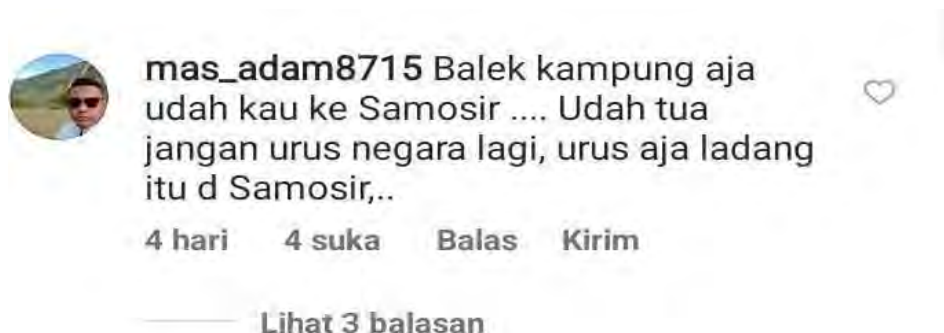 mas_adam8715 Balek kampung aja
udah kau ke Samosir .... Udah tua
jangan urus negara lagi, urus aja ladang
itu d Samosir,..
4 hari 4 suka Balas Kirim
Lihat 3 balasan